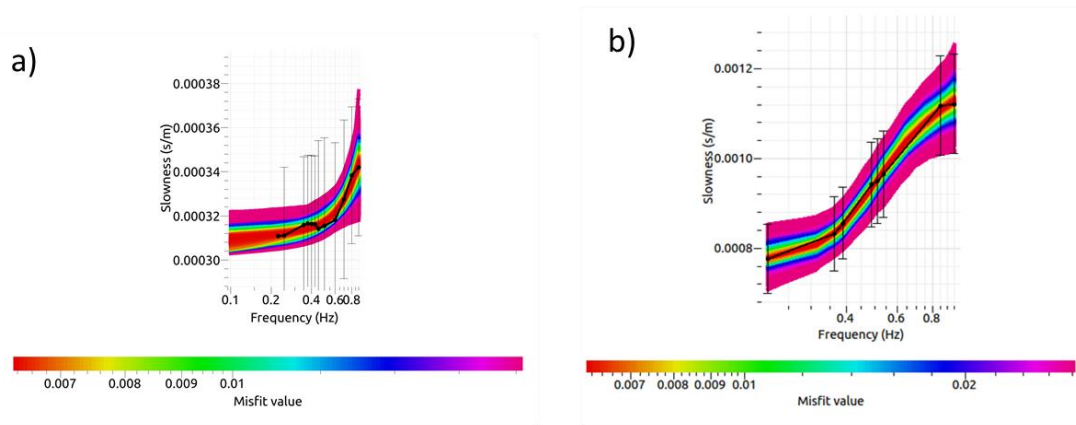 a)
0.00038
0.00036
0.00034
0.00032
0.00030
Slowness (s/m)
0.1 0.2 0.4 0.60.8
Frequency (Hz)
0.007 0.008 0.009 0.01
Misfit value
b)
0.0012
0.0010
0.0008
Slowness (s/m)
0.4 0.6 0.8
Frequency (Hz)
0.007 0.008 0.009 0.01 0.02
Misfit value